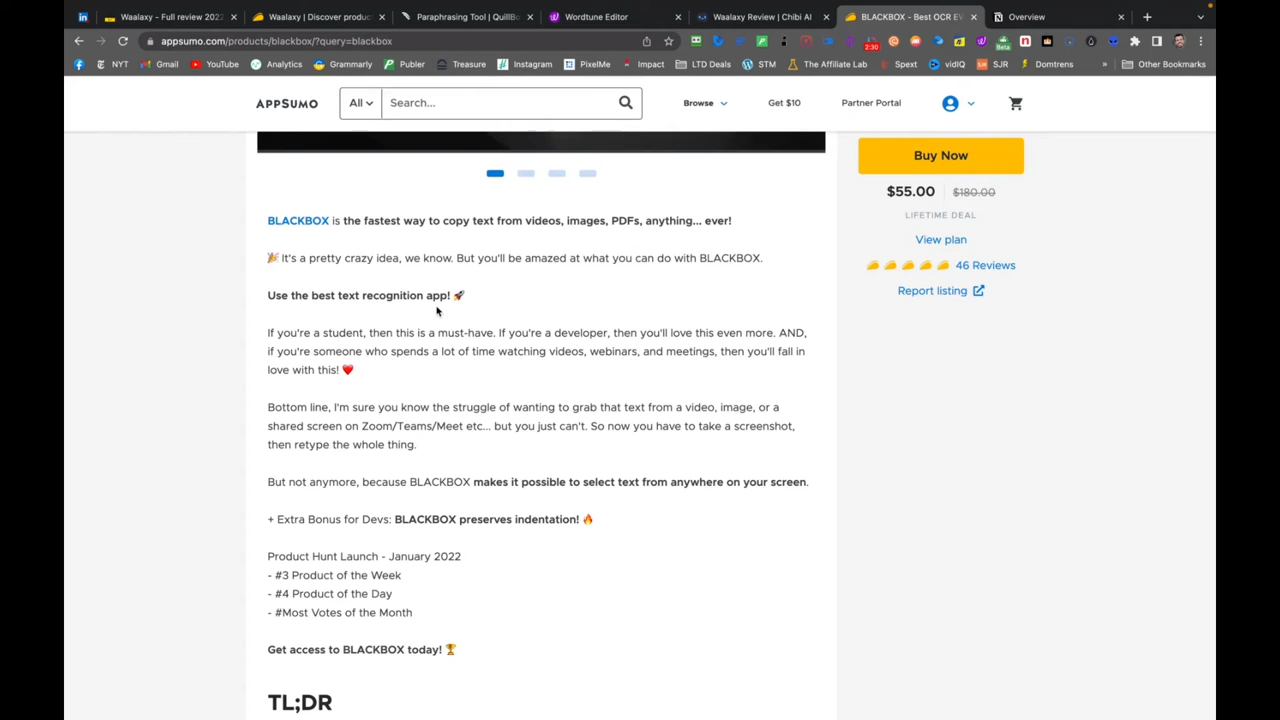 Waalaxy - Full review 2022
Waalaxy | Discover produc
Paraphrasing Tool | QuillBo
Wordtune Editor
Waalaxy Review | Chibi AI
BLACKBOX - Best OCR EV
Overview
appsumo.com/products/blackbox/?query=blackbox
2:30
Beta
NYT
Gmail
YouTube
Analytics
Grammarly
Publer
Treasure
Instagram
PixelMe
Impact
LTD Deals
STM
The Affiliate Lab
Spext
vidIQ
SJR
Domtrens
Other Bookmarks
APPSUMO
All
Search...
Browse
Get $10
Partner Portal
Buy Now
$55.00 $180.00
LIFETIME DEAL
View plan
46 Reviews
Report listing
BLACKBOX is the fastest way to copy text from videos, images, PDFs, anything... ever!
🎉 It's a pretty crazy idea, we know. But you'll be amazed at what you can do with BLACKBOX.
Use the best text recognition app! 🚀
If you're a student, then this is a must-have. If you're a developer, then you'll love this even more. AND,
if you're someone who spends a lot of time watching videos, webinars, and meetings, then you'll fall in
love with this! ❤️
Bottom line, I'm sure you know the struggle of wanting to grab that text from a video, image, or a
shared screen on Zoom/Teams/Meet etc... but you just can't. So now you have to take a screenshot,
then retype the whole thing.
But not anymore, because BLACKBOX makes it possible to select text from anywhere on your screen.
+ Extra Bonus for Devs: BLACKBOX preserves indentation! 🔥
Product Hunt Launch - January 2022
- #3 Product of the Week
- #4 Product of the Day
- #Most Votes of the Month
Get access to BLACKBOX today! 🏆
TL;DR